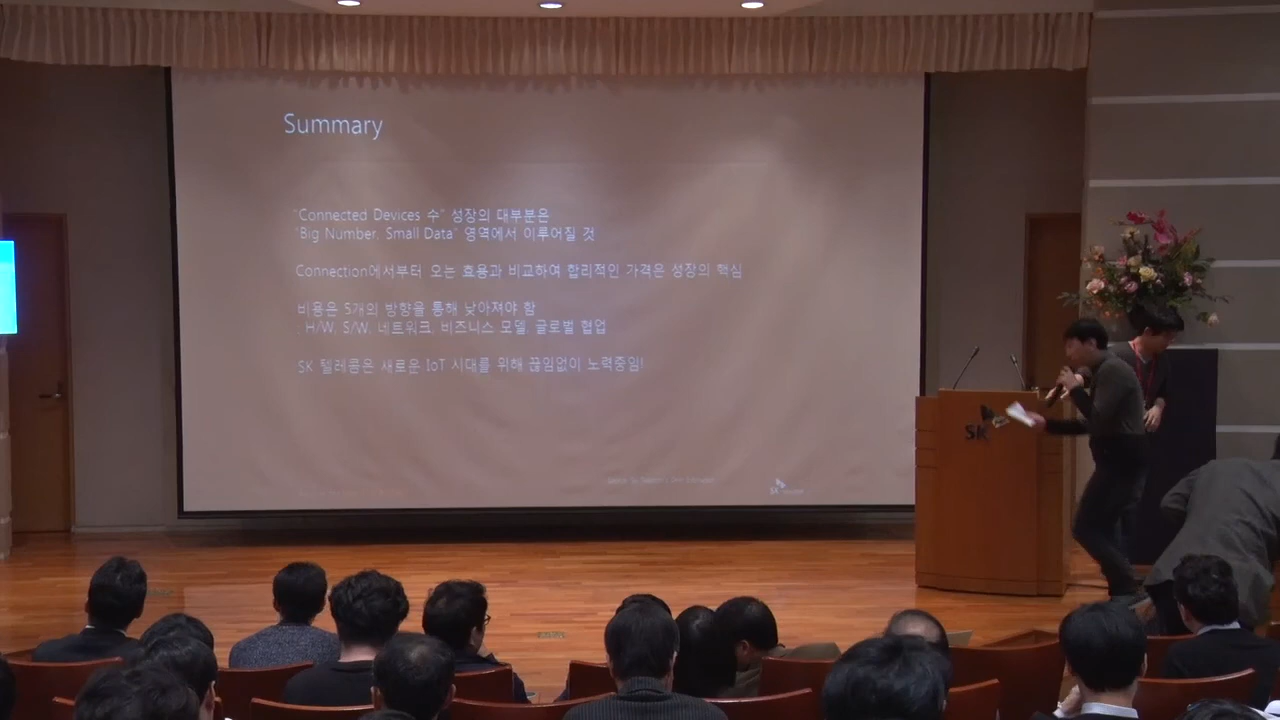 Summary
"Connected Devices 수" 성장의 대부분은
"Big Number, Small Data" 영역에서 이루어질 것
Connection에서부터 오는 효용과 비교하여 합리적인 가격은 성장의 핵심
비용은 5개의 방향을 통해 낮아져야 함
: H/W, S/W, 네트워크, 비즈니스 모델, 글로벌 협업
SK 텔레콤은 새로운 IoT 시대를 위해 끊임없이 노력중임!
SK
SK